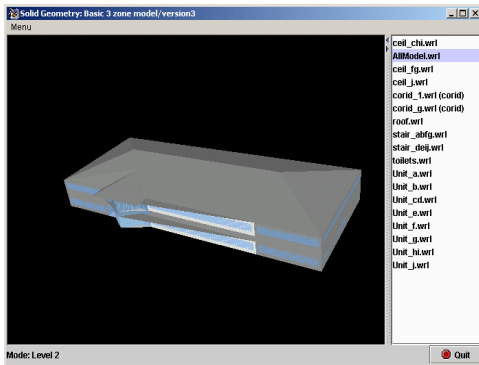 Solid Geometry: Basic 3 zone model/version3
Menu
ceil_chi.wrl
AllModel.wrl
ceil_fg.wrl
ceil_j.wrl
corid_1.wrl (corid)
corid_g.wrl (corid)
roof.wrl
stair_abfg.wrl
stair_deij.wrl
toilets.wrl
Unit_a.wrl
Unit_b.wrl
Unit_cd.wrl
Unit_e.wrl
Unit_f.wrl
Unit_g.wrl
Unit_hi.wrl
Unit_j.wrl
Mode: Level 2
Quit